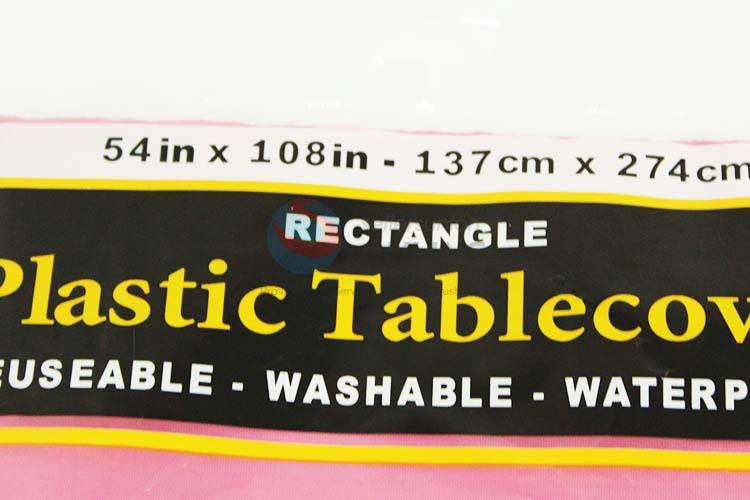 54in x 108in - 137cm x 274cm
RECTANGLE
Plastic Tablecov
EUSEABLE - WASHABLE - WATERP